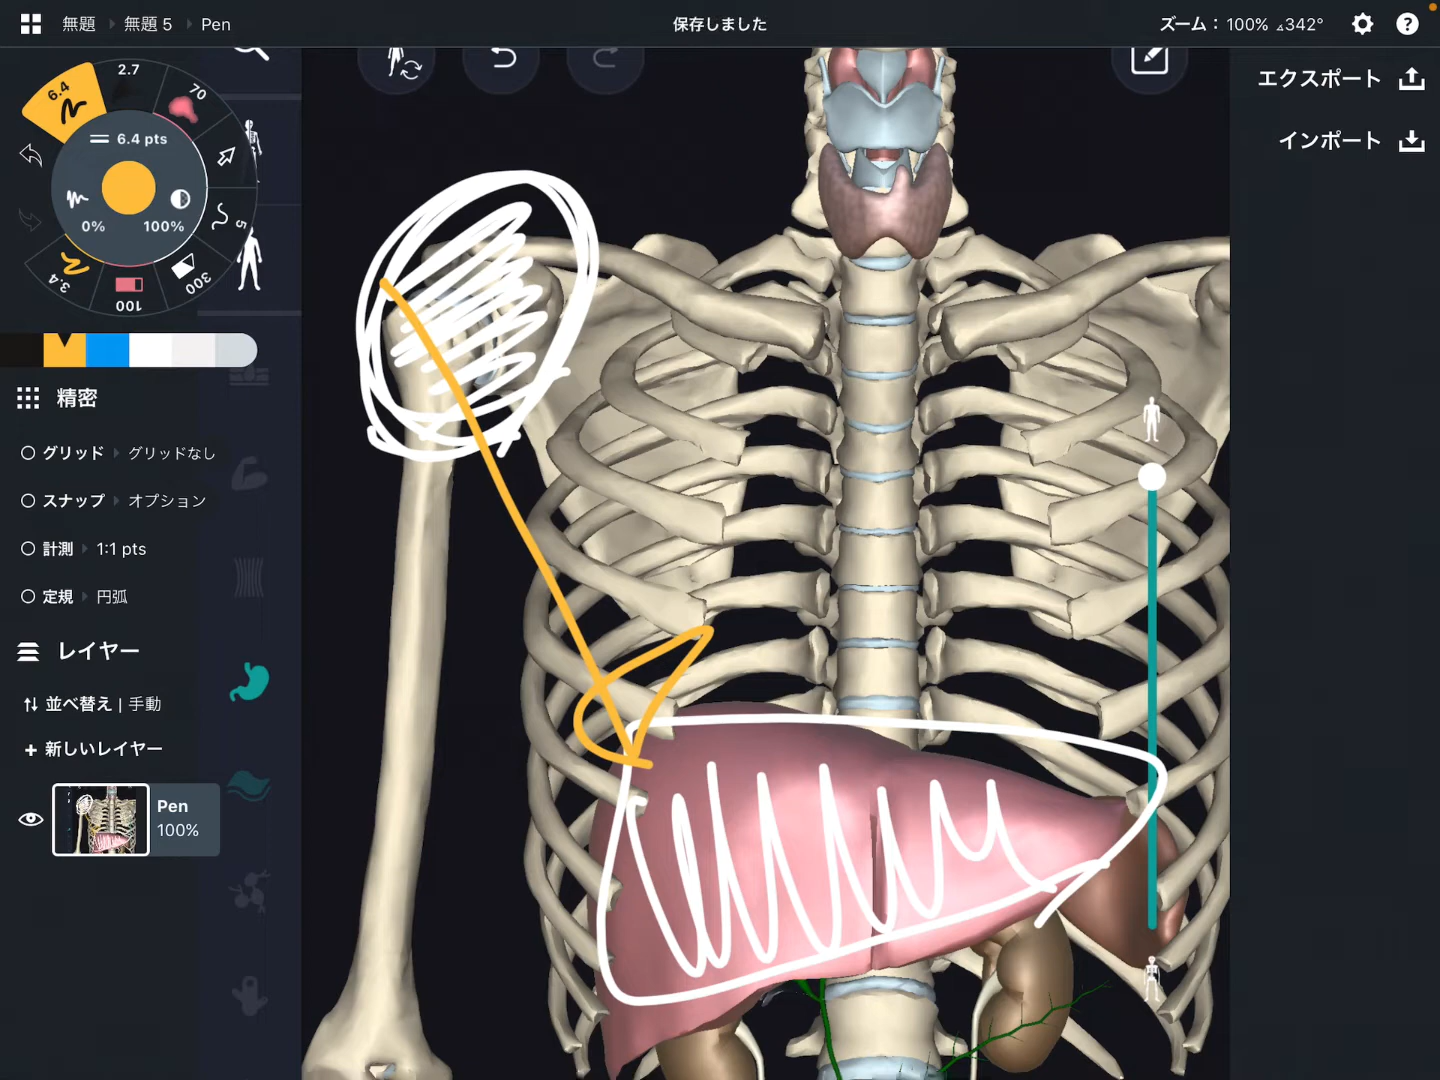 無題 無題 5 Pen
保存しました
ズーム： 100% ⦟342°
エクスポート
インポート
2.7
6.4
70
6.4 pts
0%
100%
5
3.4
100
300
精密
グリッド グリッドなし
スナップ オプション
計測 1:1 pts
定規 円弧
レイヤー
並べ替え | 手動
+ 新しいレイヤー
Pen
100%